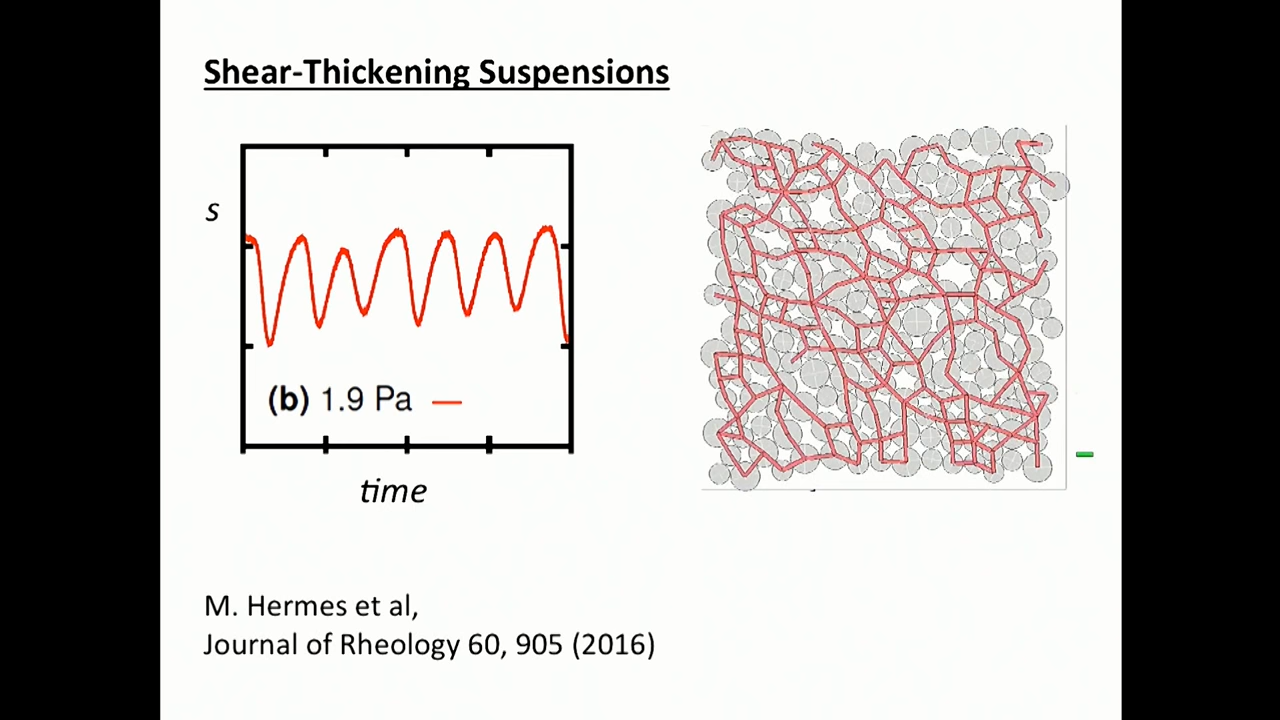 Shear-Thickening Suspensions
s
(b) 1.9 Pa
time
M. Hermes et al,
Journal of Rheology 60, 905 (2016)